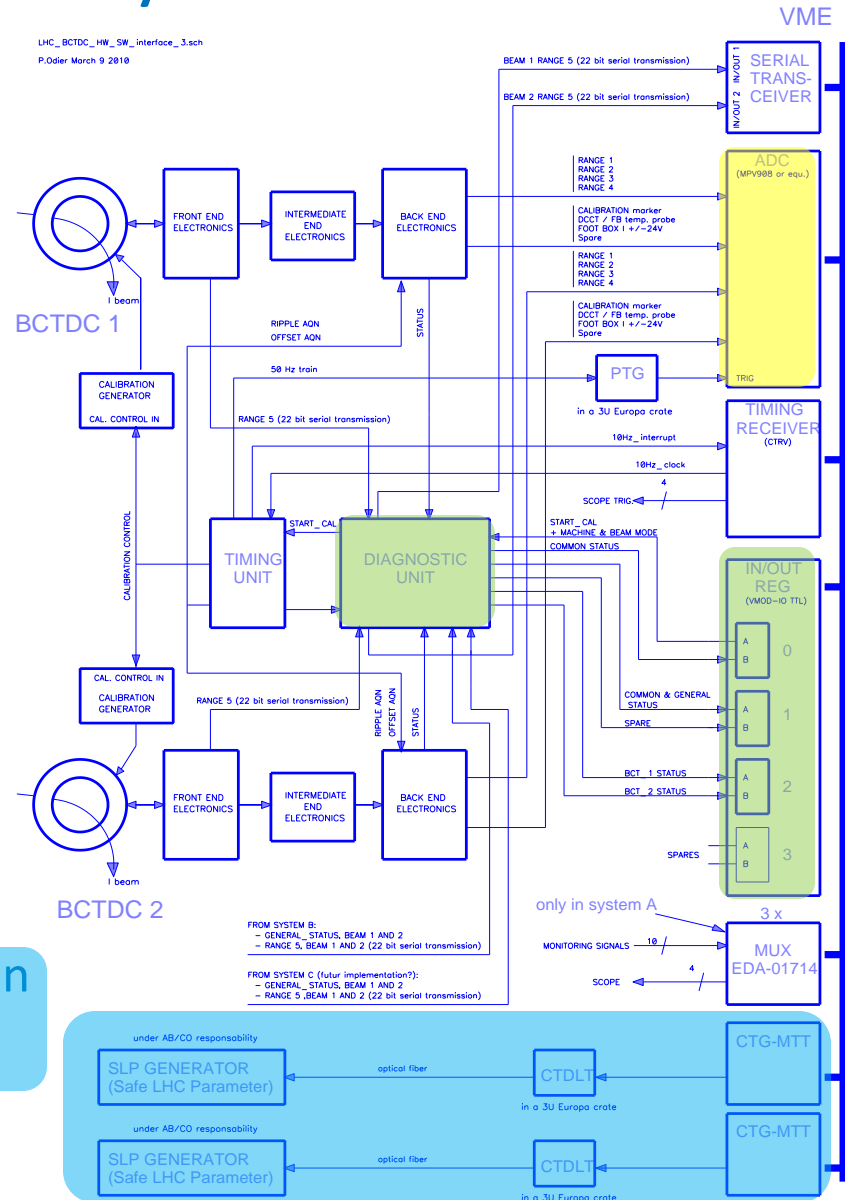 VME
LHC_BCTDC_HW_SW_interface_3.sch
P.Odier March 9 2010
BEAM 1 RANGE 5 (22 bit serial transmission)
BEAM 2 RANGE 5 (22 bit serial transmission)
IN/OUT 1
IN/OUT 2
SERIAL
TRANS-
CEIVER
ADC
(MPV908 or equ.)
TRIG
RANGE 1
RANGE 2
RANGE 3
RANGE 4
CALIBRATION marker
DCCT / FB temp. probe
FOOT BOX I +/-24V
Spare
RANGE 1
RANGE 2
RANGE 3
RANGE 4
CALIBRATION marker
DCCT / FB temp. probe
FOOT BOX I +/-24V
Spare
FRONT END
ELECTRONICS
INTERMEDIATE
END
ELECTRONICS
BACK END
ELECTRONICS
I beam
BCTDC 1
RIPPLE AQN
OFFSET AQN
STATUS
50 Hz train
PTG
in a 3U Europa crate
CALIBRATION
GENERATOR
CAL. CONTROL IN
RANGE 5 (22 bit serial transmission)
TIMING
RECEIVER
(CTRV)
10Hz_interrupt
10Hz_clock
4
SCOPE TRIG.
CALIBRATION CONTROL
TIMING
UNIT
START_CAL
DIAGNOSTIC
UNIT
START_CAL
+ MACHINE & BEAM MODE
COMMON STATUS
IN/OUT
REG
(VMOD-IO TTL)
A
B
0
COMMON & GENERAL
STATUS
SPARE
A
B
1
BCT_1 STATUS
BCT_2 STATUS
A
B
2
SPARES
A
B
3
CAL. CONTROL IN
CALIBRATION
GENERATOR
RANGE 5 (22 bit serial transmission)
RIPPLE AQN
OFFSET AQN
STATUS
FRONT END
ELECTRONICS
INTERMEDIATE
END
ELECTRONICS
BACK END
ELECTRONICS
I beam
BCTDC 2
only in system A
3 x
MUX
EDA-01714
MONITORING SIGNALS
10
SCOPE
4
FROM SYSTEM B:
- GENERAL_STATUS, BEAM 1 AND 2
- RANGE 5, BEAM 1 AND 2 (22 bit serial transmission)
FROM SYSTEM C (futur implementation?):
- GENERAL_STATUS, BEAM 1 AND 2
- RANGE 5 ,BEAM 1 AND 2 (22 bit serial transmission)
n
under AB/CO responsability
SLP GENERATOR
(Safe LHC Parameter)
optical fiber
CTDLT
in a 3U Europa crate
CTG-MTT
under AB/CO responsability
SLP GENERATOR
(Safe LHC Parameter)
optical fiber
CTDLT
in a 3U Europa crate
CTG-MTT